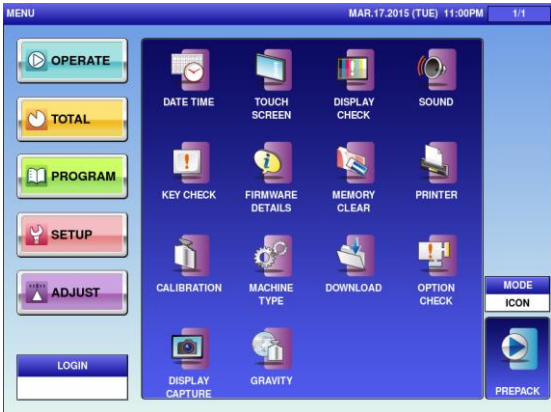 MENU
MAR.17.2015 (TUE) 11:00PM
1/1
OPERATE
TOTAL
PROGRAM
SETUP
ADJUST
LOGIN
DATE TIME
TOUCH
SCREEN
DISPLAY
CHECK
SOUND
KEY CHECK
FIRMWARE
DETAILS
MEMORY
CLEAR
PRINTER
CALIBRATION
MACHINE
TYPE
DOWNLOAD
OPTION
CHECK
DISPLAY
CAPTURE
GRAVITY
MODE
ICON
PREPACK